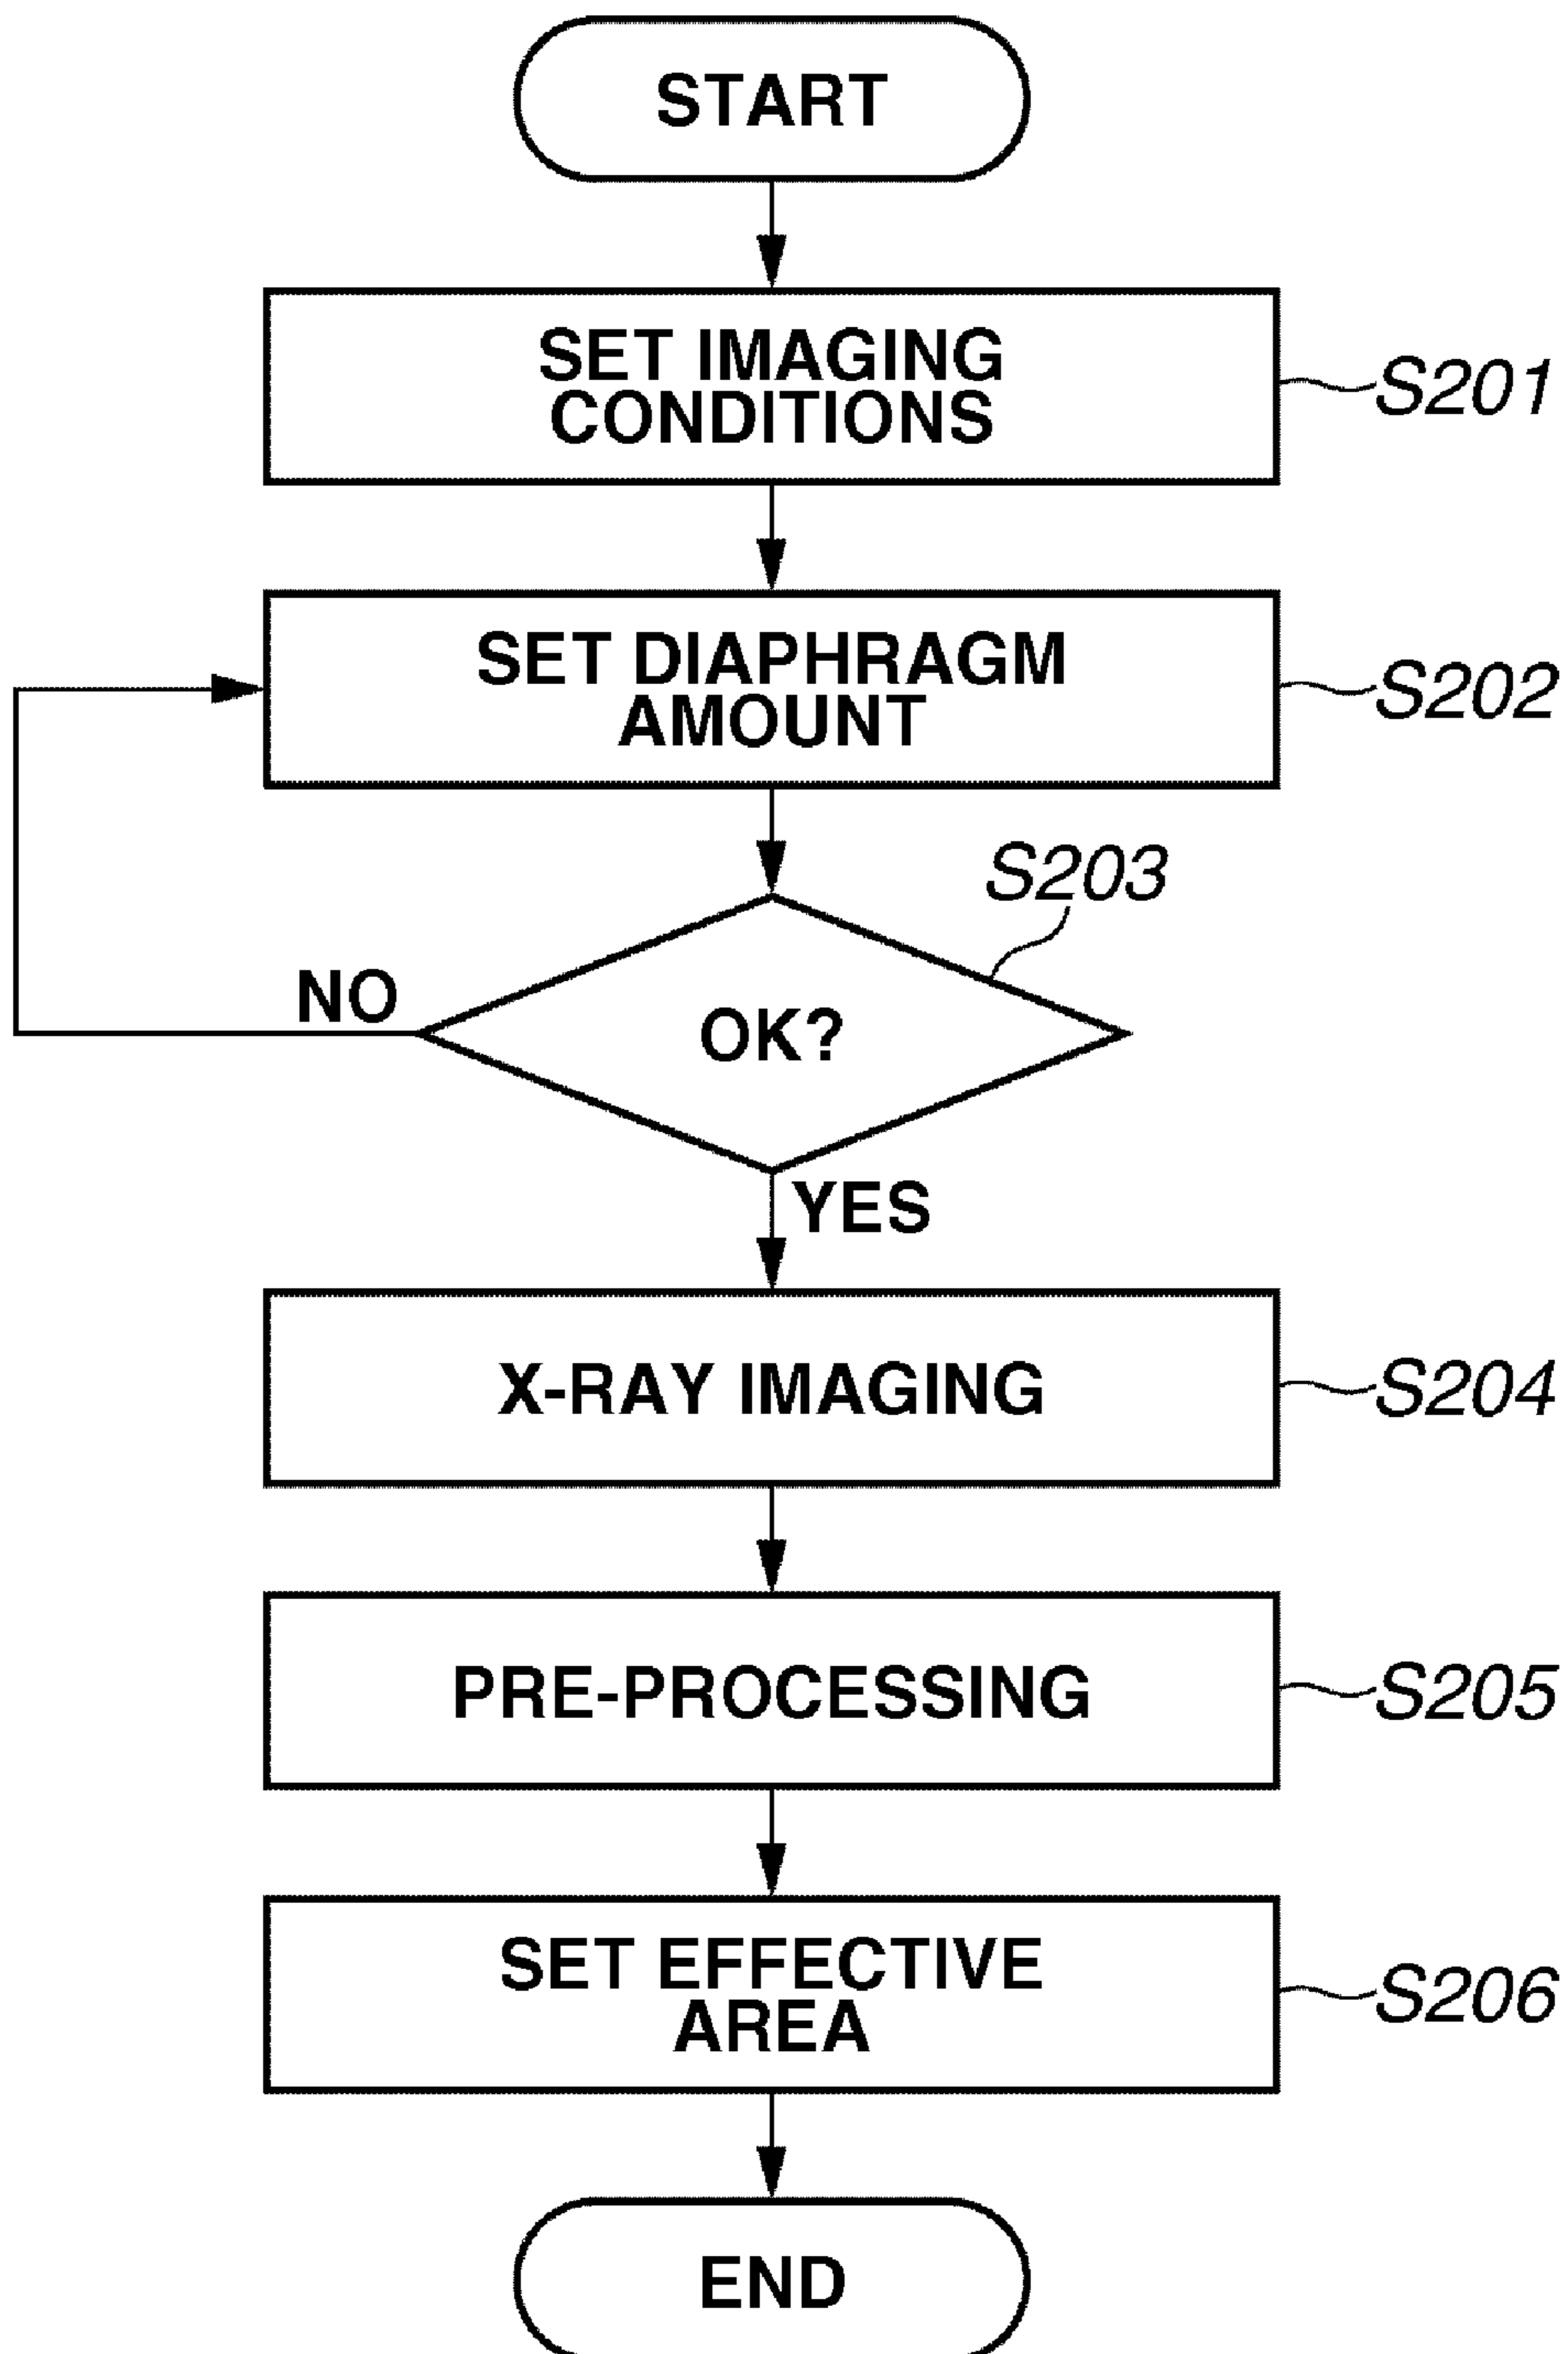 START
SET IMAGING
CONDITIONS
S201
SET DIAPHRAGM
AMOUNT
S202
S203
NO
OK?
YES
X-RAY IMAGING
S204
PRE-PROCESSING
S205
SET EFFECTIVE
AREA
S206
END